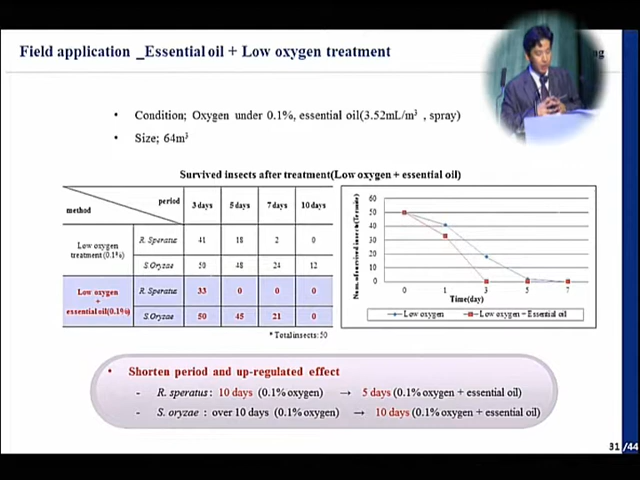 Field application _Essential oil + Low oxygen treatment
• Condition; Oxygen under 0.1%, essential oil(3.52mL/m³ , spray)
• Size; 64m³
Survived insects after treatment(Low oxygen + essential oil)
period
method
3 days 5 days 7 days 10 days
Low oxygen
treatment (0.1%)
R. Speratus 41 18 2 0
S.Oryzae 50 48 24 12
Low oxygen
+
essential oil(0.1%)
R. Speratus 33 0 0 0
S.Oryzae 50 45 21 0
* Total insects: 50
60
50
40
30
20
10
0
0 1 3 5 7
Time(day)
Low oxygen Low oxygen + Essential oil
• Shorten period and up-regulated effect
- R. speratus : 10 days (0.1% oxygen) → 5 days (0.1% oxygen + essential oil)
- S. oryzae : over 10 days (0.1% oxygen) → 10 days (0.1% oxygen + essential oil)
31 /44